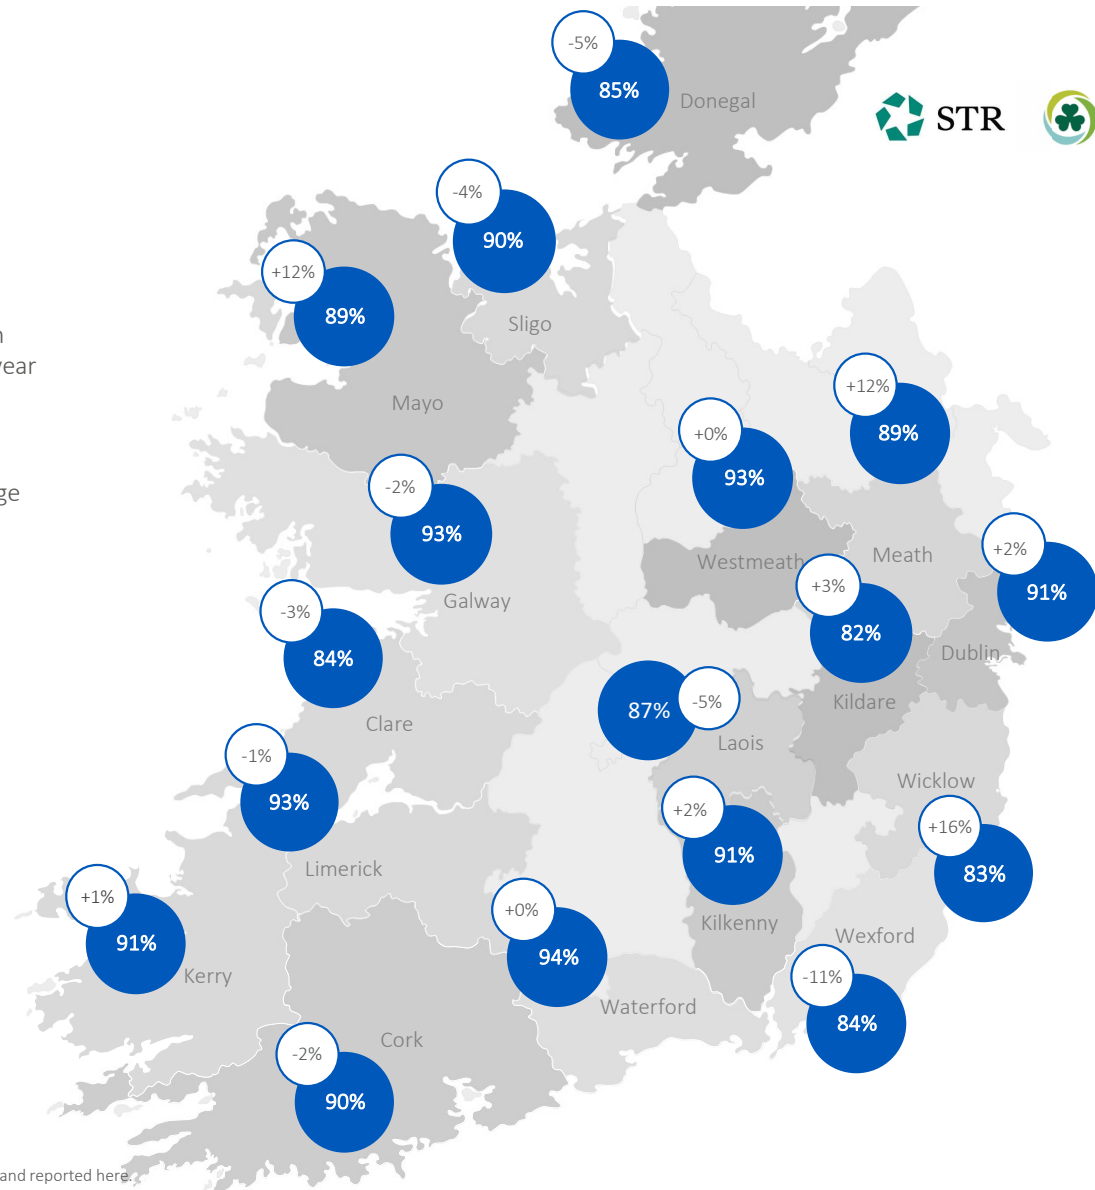 -5%
85%
Donegal
STR
-4%
90%
Sligo
+12%
89%
Mayo
year
+12%
89%
Meath
+0%
93%
Westmeath
-2%
93%
Galway
+2%
91%
Dublin
+3%
82%
Kildare
-3%
84%
Clare
87%
-5%
Laois
-1%
93%
Limerick
+2%
91%
Kilkenny
Wicklow
+16%
83%
+1%
91%
Kerry
+0%
94%
Waterford
Wexford
-11%
84%
Cork
-2%
90%
and reported here.